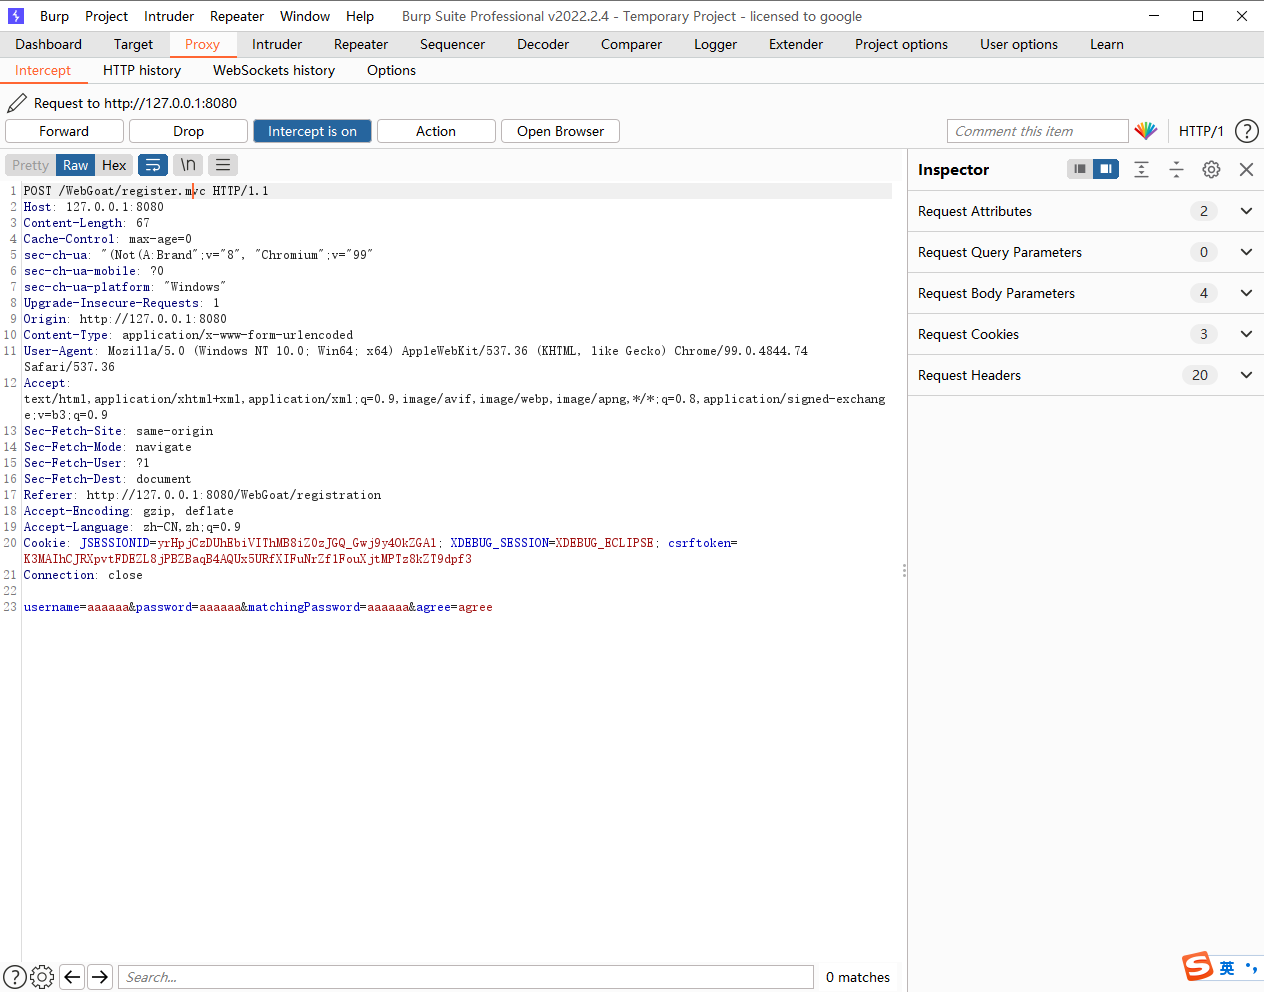 Burp Project Intruder Repeater Window Help Burp Suite Professional v2022.2.4 - Temporary Project - licensed to google
Dashboard Target Proxy Intruder Repeater Sequencer Decoder Comparer Logger Extender Project options User options Learn
Intercept HTTP history WebSockets history Options
Request to http://127.0.0.1:8080
Forward Drop Intercept is on Action Open Browser Comment this item HTTP/1 ?
Pretty Raw Hex \n
Inspector
1 POST /WebGoat/register.mvc HTTP/1.1
2 Host: 127.0.0.1:8080
3 Content-Length: 67
4 Cache-Control: max-age=0
5 sec-ch-ua: "(Not(A:Brand";v="8", "Chromium";v="99"
6 sec-ch-ua-mobile: ?0
7 sec-ch-ua-platform: "Windows"
8 Upgrade-Insecure-Requests: 1
9 Origin: http://127.0.0.1:8080
10 Content-Type: application/x-www-form-urlencoded
11 User-Agent: Mozilla/5.0 (Windows NT 10.0; Win64; x64) AppleWebKit/537.36 (KHTML, like Gecko) Chrome/99.0.4844.74
Safari/537.36
12 Accept:
text/html,application/xhtml+xml,application/xml;q=0.9,image/avif,image/webp,image/apng,*/*;q=0.8,application/signed-exchang
e;v=b3;q=0.9
13 Sec-Fetch-Site: same-origin
14 Sec-Fetch-Mode: navigate
15 Sec-Fetch-User: ?1
16 Sec-Fetch-Dest: document
17 Referer: http://127.0.0.1:8080/WebGoat/registration
18 Accept-Encoding: gzip, deflate
19 Accept-Language: zh-CN,zh;q=0.9
20 Cookie: JSESSIONID=yrHpjCzDUhEbiVIThMB8iZ0zJGQ_Gwj9y4OkZGAl; XDEBUG_SESSION=XDEBUG_ECLIPSE; csrftoken=
K3MAIhCJRXpvtFDEZL8jPBZBaqB4AQUx5URfXIFuNrZf1FouXjtMPTz8kZT9dpf3
21 Connection: close
22
23 username=aaaaaa&password=aaaaaa&matchingPassword=aaaaaa&agree=agree
Request Attributes 2
Request Query Parameters 0
Request Body Parameters 4
Request Cookies 3
Request Headers 20
? Search... 0 matches
S 英